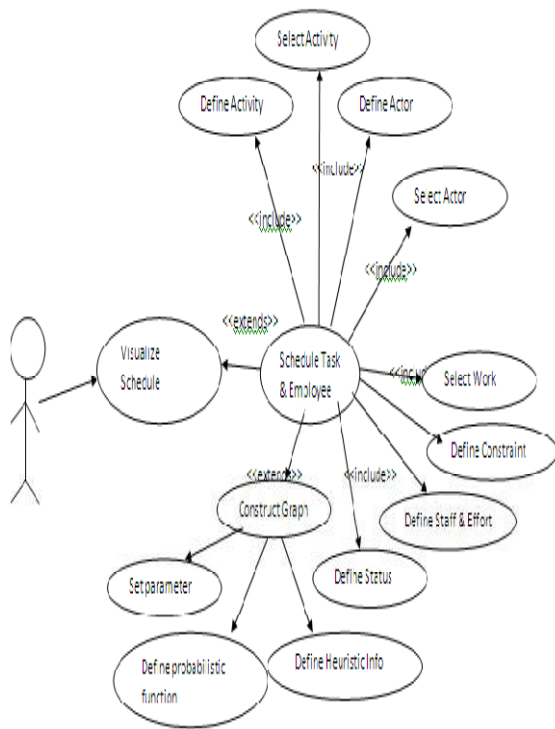 Select Activity
Define Activity
Define Actor
<<include>>
Select Actor
<<include>>
<<include>>
<<extends>>
Visualize
Schedule
Schedule Task
& Employee
<<inclu
Select Work
Define Constraint
<<extends>>
<<include>>
Construct Graph
Define Staff & Effort
Set parameter
Define Status
Define probabilistic
function
Define Heuristic Info